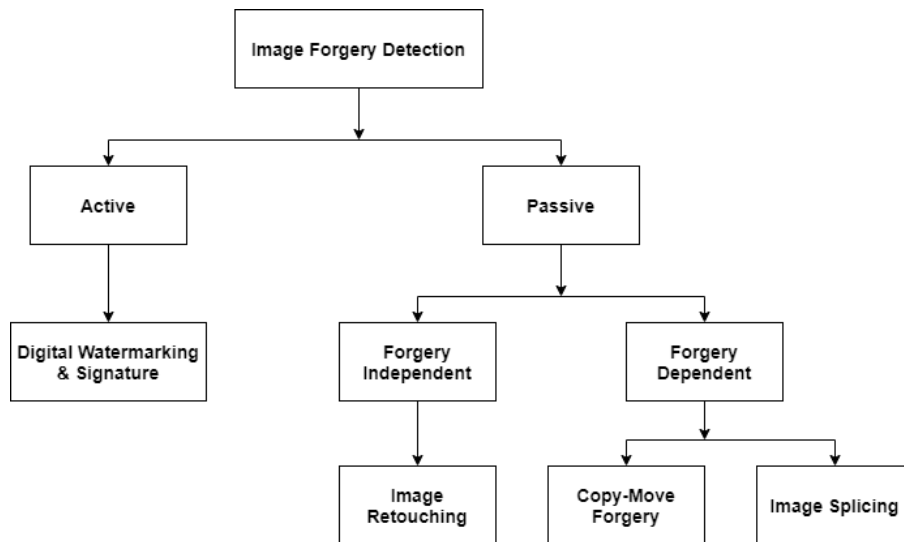 Image Forgery Detection
Active
Passive
Digital Watermarking
& Signature
Forgery
Independent
Forgery
Dependent
Image
Retouching
Copy-Move
Forgery
Image Splicing